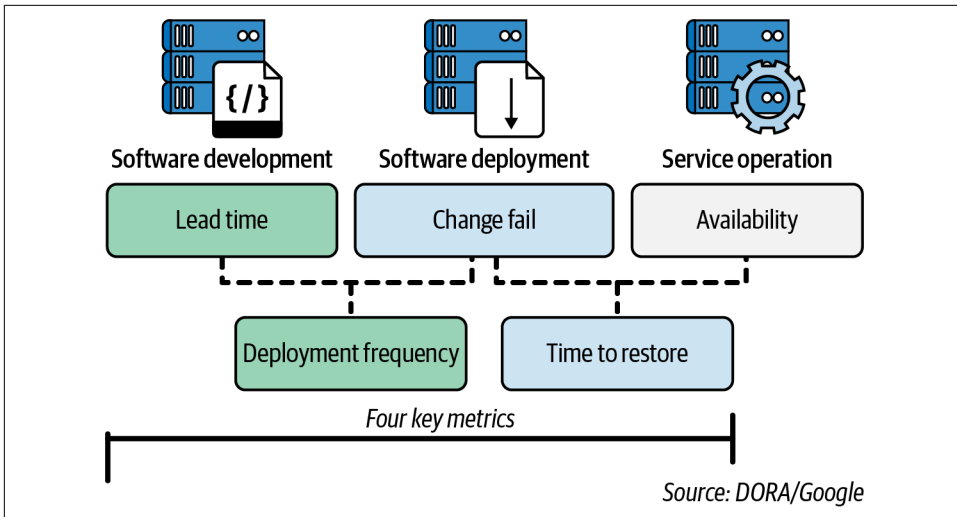 {/}
Software development
Software deployment
Service operation
Lead time
Change fail
Availability
Deployment frequency
Time to restore
Four key metrics
Source: DORA/Google